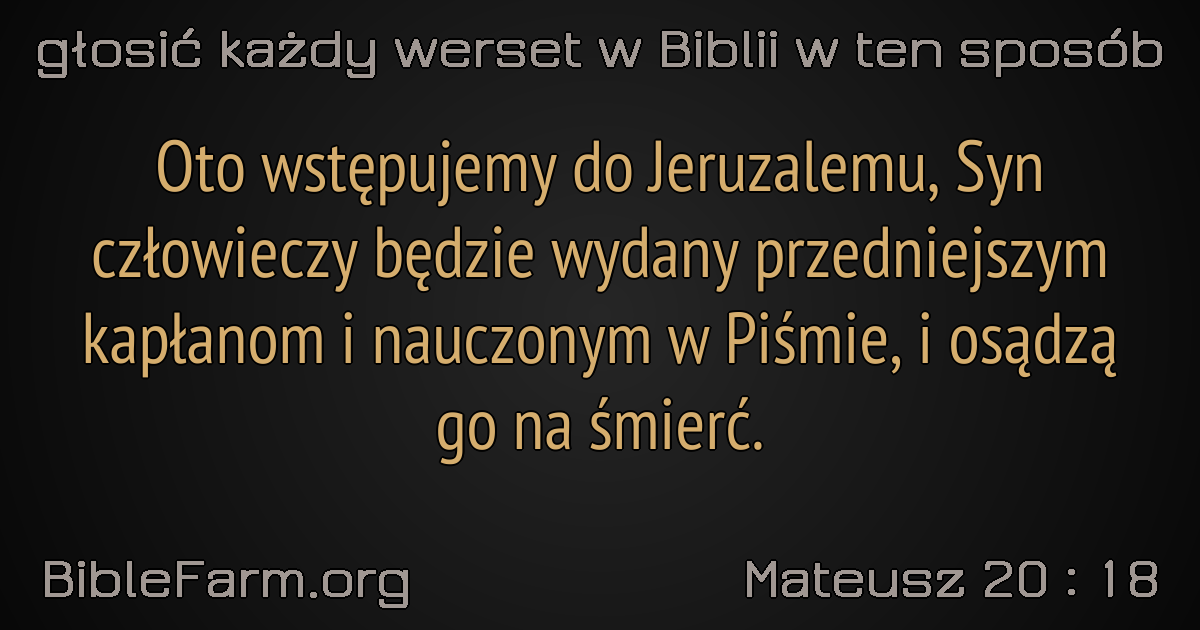 głosić każdy werset w Biblii w ten sposób
Oto wstępujemy do Jeruzalemu, Syn
człowieczy będzie wydany przedniejszym
kapłanom i nauczonym w Piśmie, i osądzą
go na śmierć.
BibleFarm.org
Mateusz 20 : 18